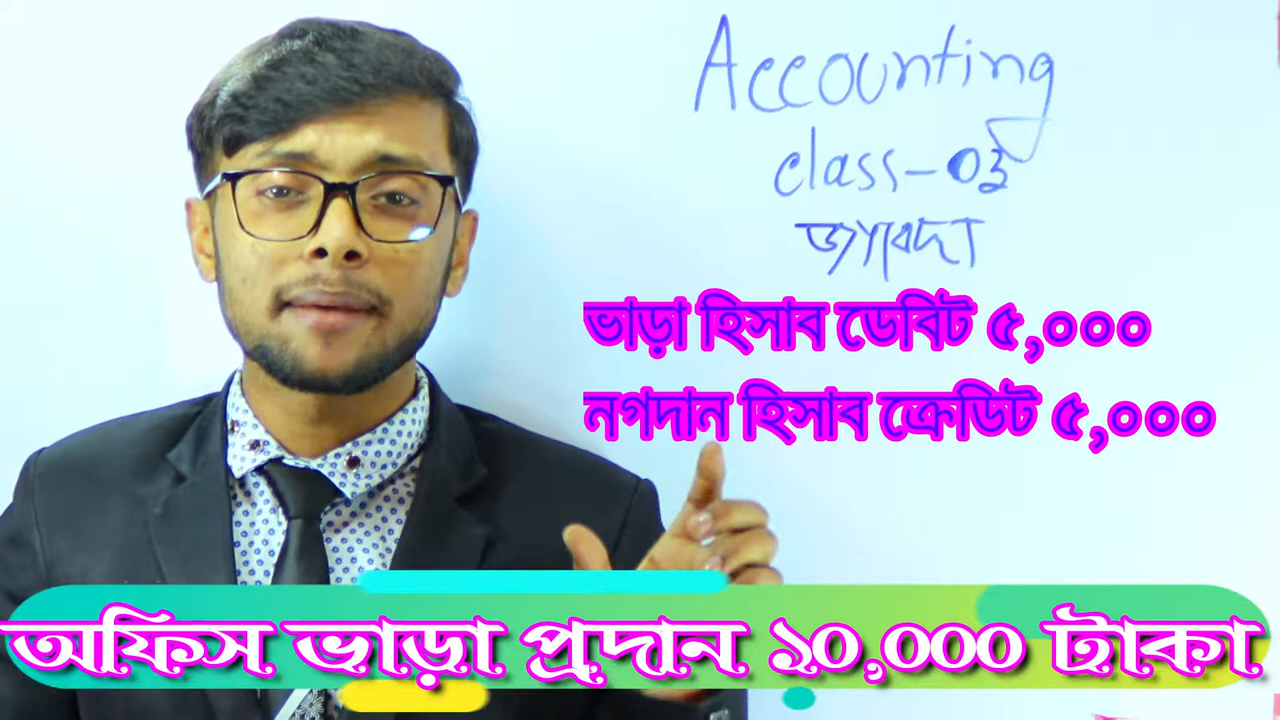 Accounting
class-03
জাবেদা
ভাড়া হিসাব ডেবিট ৫,০০০
নগদান হিসাব ক্রেডিট ৫,০০০
অফিস ভাড়া প্রদান ১০,০০০ টাকা